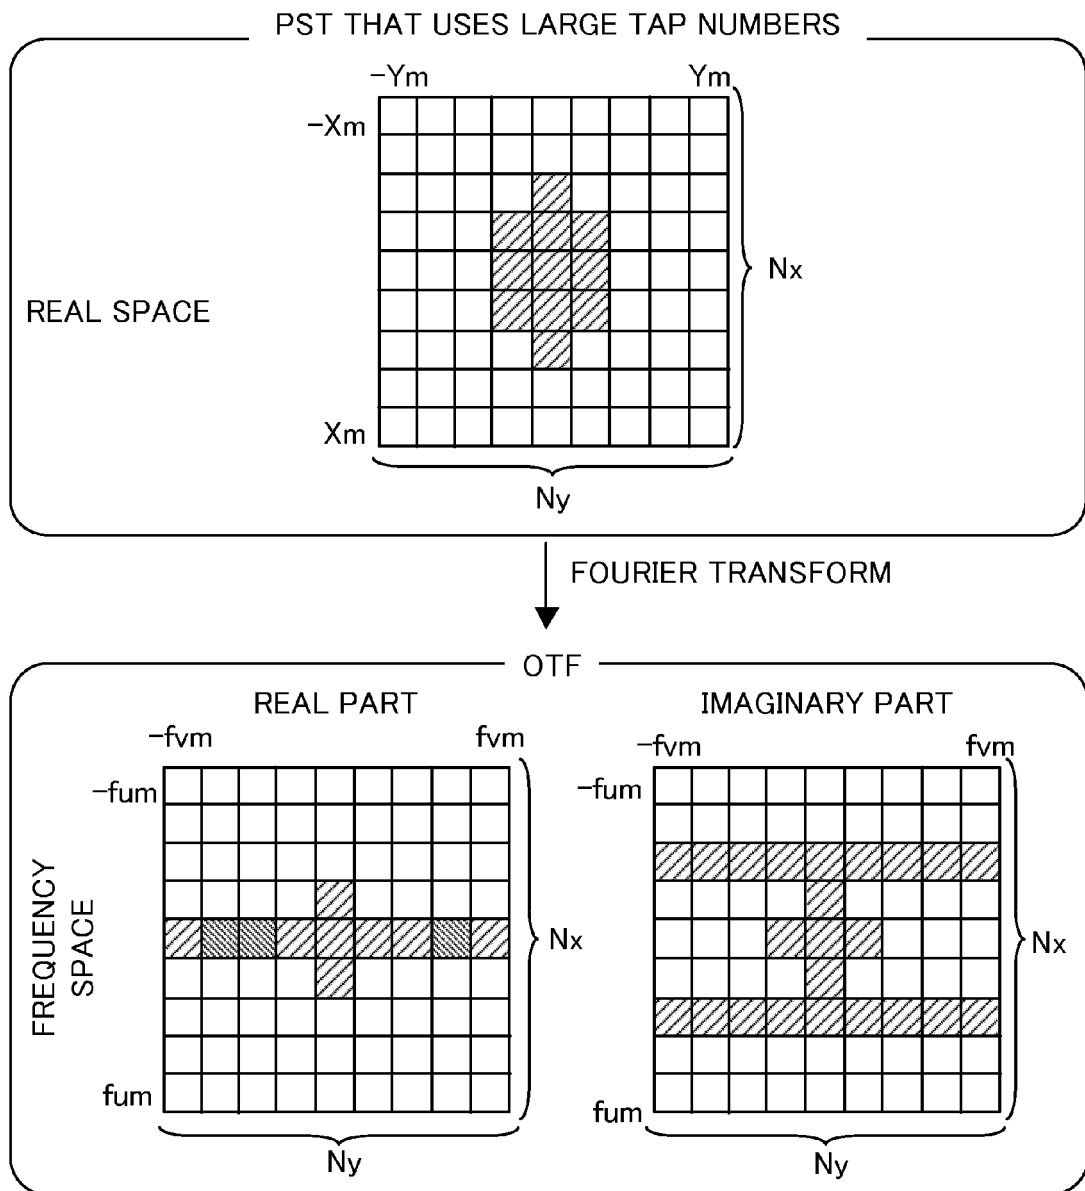 PST THAT USES LARGE TAP NUMBERS
-Ym Ym
-Xm
Nx
REAL SPACE
Xm
Ny
FOURIER TRANSFORM
OTF
REAL PART IMAGINARY PART
-fvm fvm -fvm fvm
-fum -fum
FREQUENCY
SPACE
Nx Nx
fum fum
Ny Ny